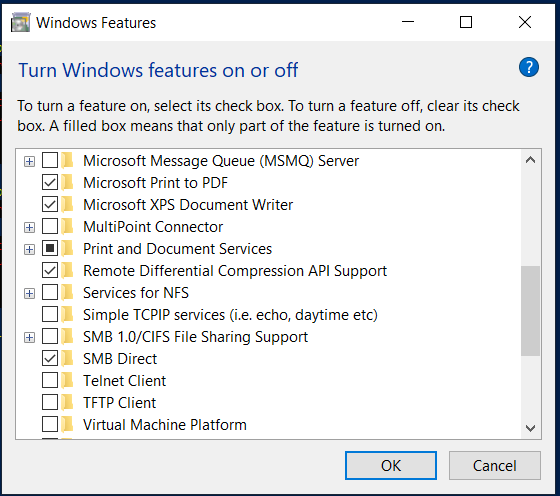 Windows Features
Turn Windows features on or off
?
To turn a feature on, select its check box. To turn a feature off, clear its check
box. A filled box means that only part of the feature is turned on.
Microsoft Message Queue (MSMQ) Server
Microsoft Print to PDF
Microsoft XPS Document Writer
MultiPoint Connector
Print and Document Services
Remote Differential Compression API Support
Services for NFS
Simple TCPIP services (i.e. echo, daytime etc)
SMB 1.0/CIFS File Sharing Support
SMB Direct
Telnet Client
TFTP Client
Virtual Machine Platform
OK
Cancel